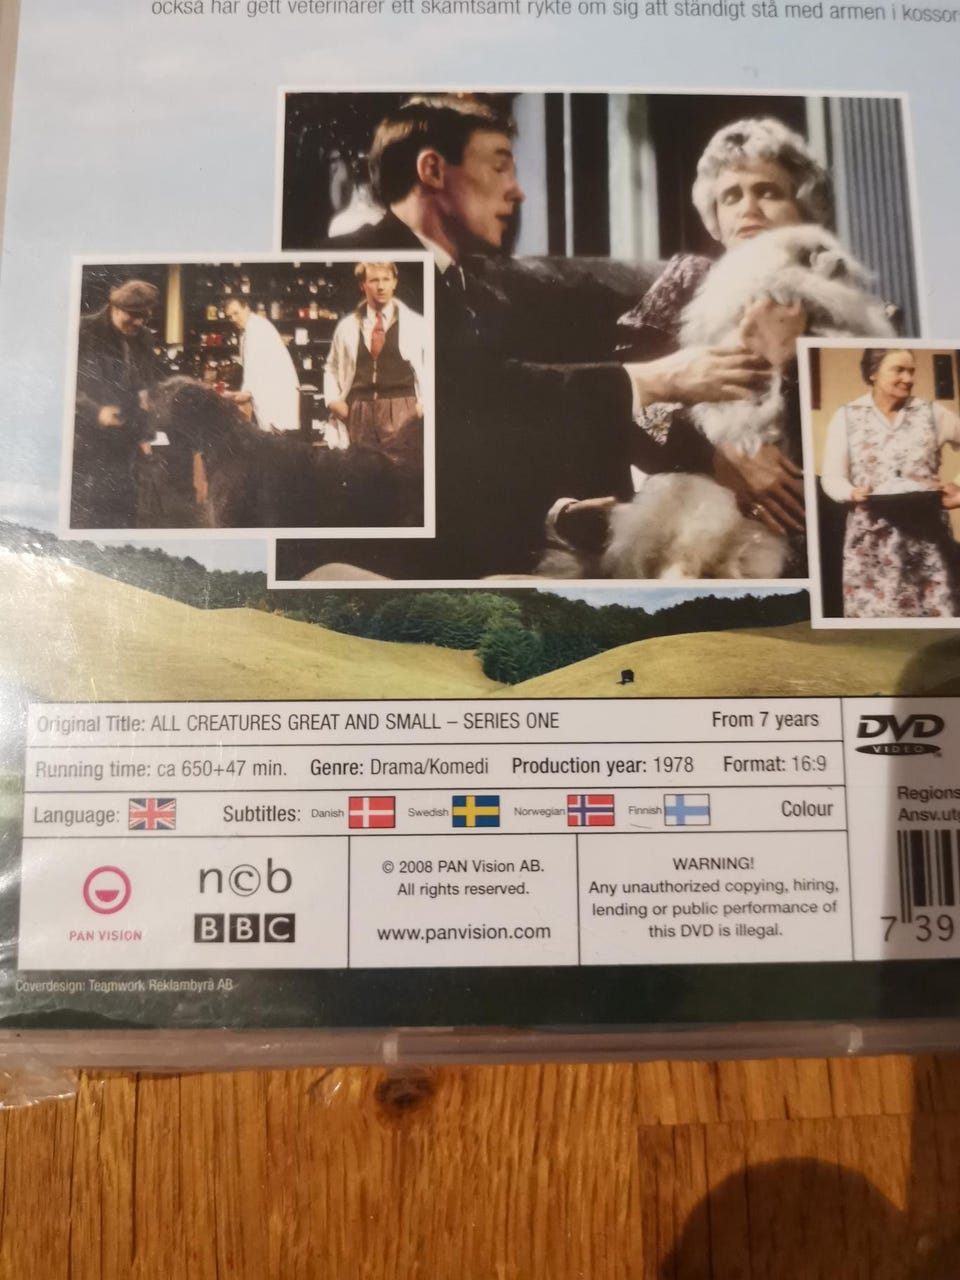 också har gett veterinärer ett skämtsamt rykte om sig att ständigt stå med armen i kossor
Original Title: ALL CREATURES GREAT AND SMALL – SERIES ONE From 7 years
Running time: ca 650+47 min. Genre: Drama/Komedi Production year: 1978 Format: 16:9
Language: Subtitles: Danish Swedish Norwegian Finnish Colour
DVD
VIDEO
Regions
Ansv.utg
PAN VISION
n©b
BBC
© 2008 PAN Vision AB.
All rights reserved.
www.panvision.com
WARNING!
Any unauthorized copying, hiring,
lending or public performance of
this DVD is illegal.
7 39
Coverdesign: Teamwork Reklambyrå AB